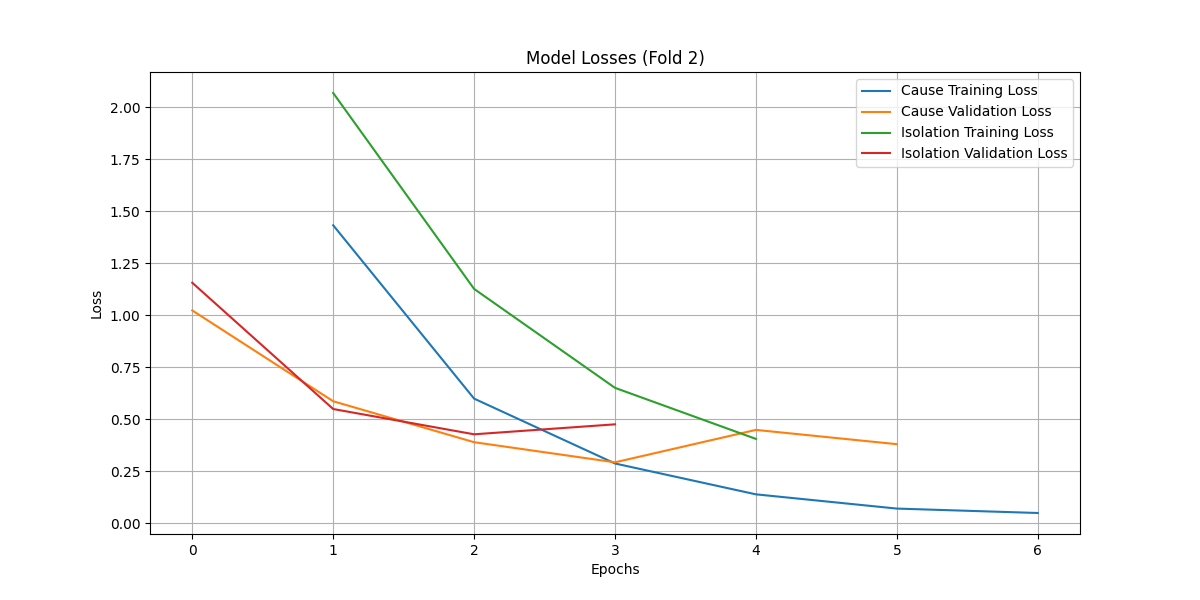 Model Losses (Fold 2)
Cause Training Loss
Cause Validation Loss
Isolation Training Loss
Isolation Validation Loss
Loss
2.00
1.75
1.50
1.25
1.00
0.75
0.50
0.25
0.00
0 1 2 3 4 5 6
Epochs